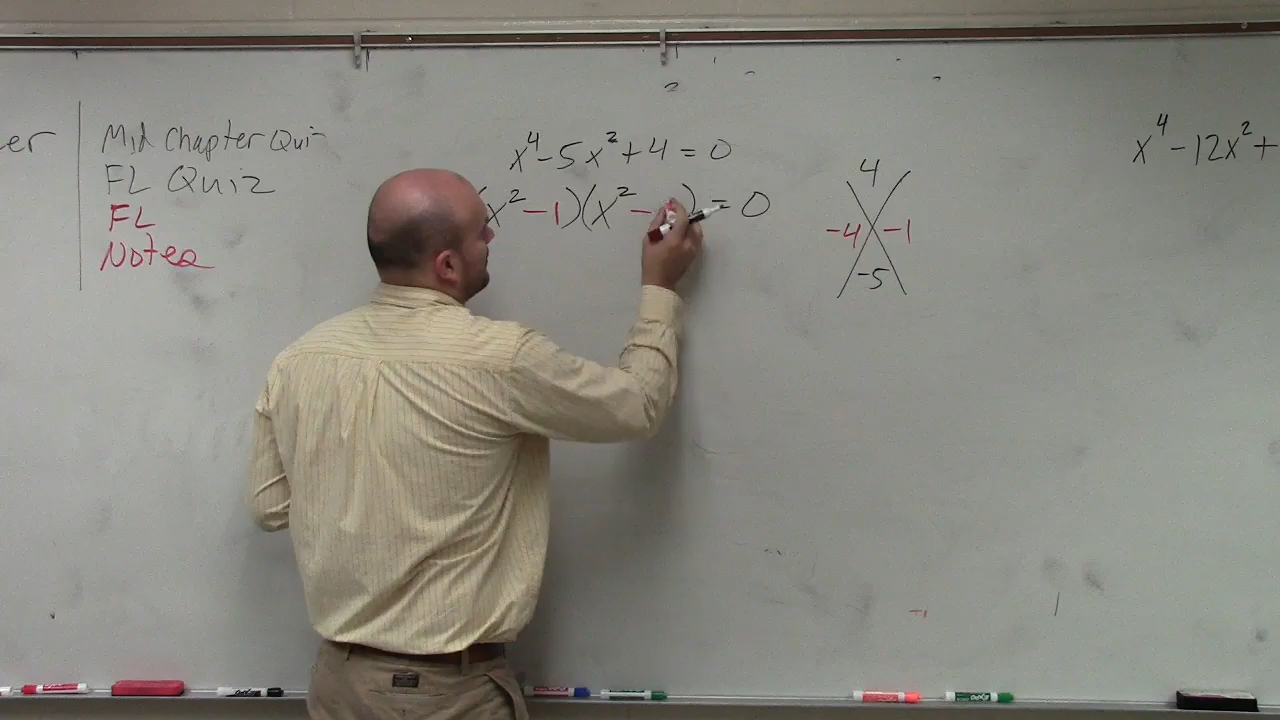 er
Mid Chapter Qui
FL Quiz
FL
Notes
x⁴-5x²+4=0
(x²-1)(x²- )=0
4
-4 -1
-5
x⁴-12x²+